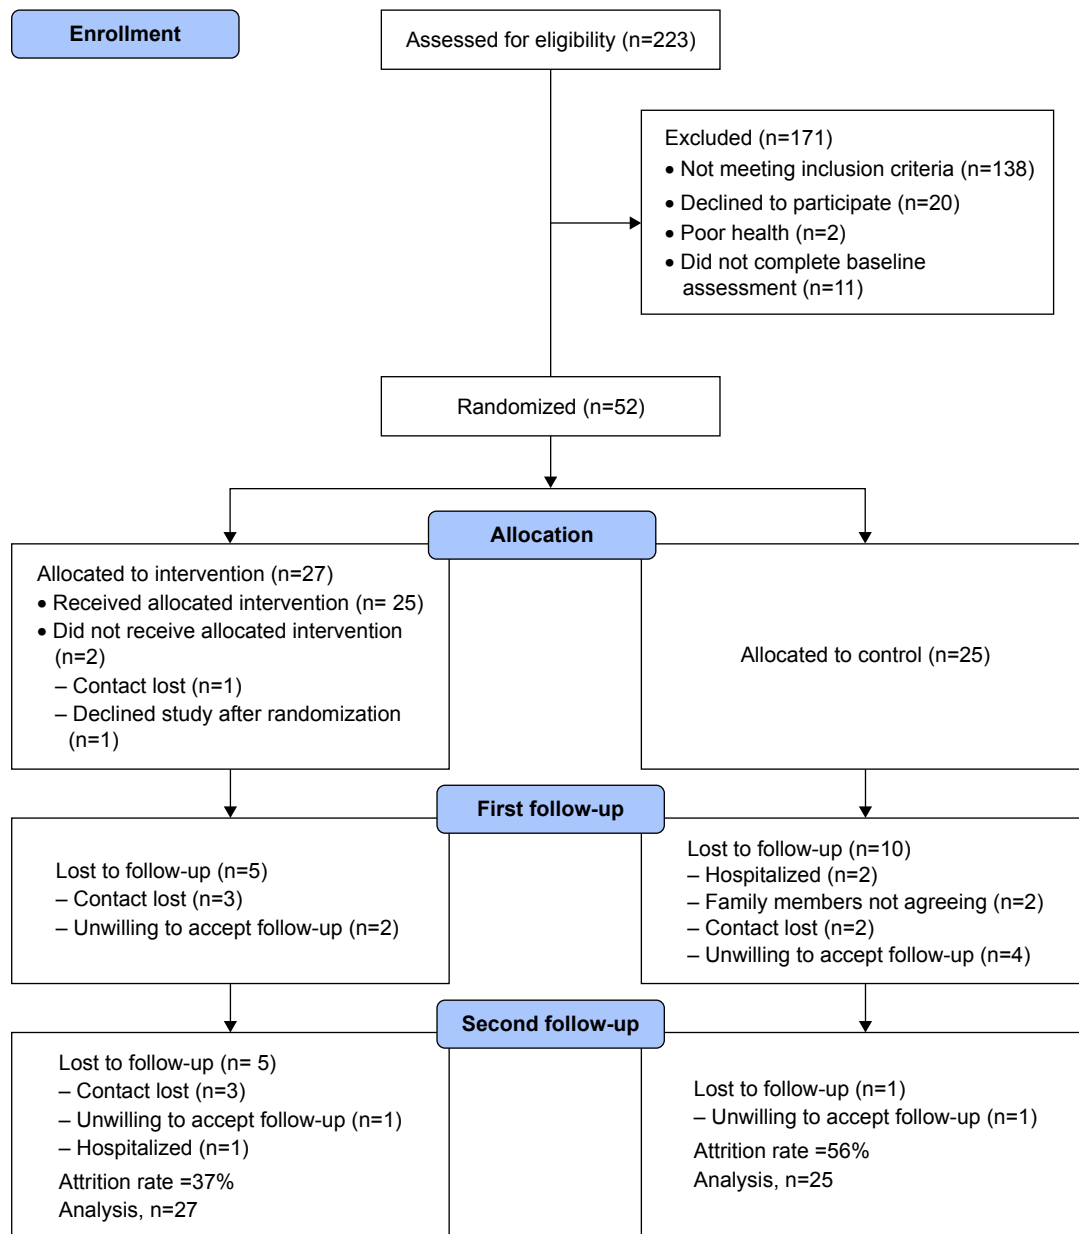 Enrollment
Assessed for eligibility (n=223)
Excluded (n=171)
• Not meeting inclusion criteria (n=138)
• Declined to participate (n=20)
• Poor health (n=2)
• Did not complete baseline
assessment (n=11)
Randomized (n=52)
Allocation
Allocated to intervention (n=27)
• Received allocated intervention (n= 25)
• Did not receive allocated intervention
(n=2)
– Contact lost (n=1)
– Declined study after randomization
(n=1)
Allocated to control (n=25)
First follow-up
Lost to follow-up (n=5)
– Contact lost (n=3)
– Unwilling to accept follow-up (n=2)
Lost to follow-up (n=10)
– Hospitalized (n=2)
– Family members not agreeing (n=2)
– Contact lost (n=2)
– Unwilling to accept follow-up (n=4)
Second follow-up
Lost to follow-up (n= 5)
– Contact lost (n=3)
– Unwilling to accept follow-up (n=1)
– Hospitalized (n=1)
Attrition rate =37%
Analysis, n=27
Lost to follow-up (n=1)
– Unwilling to accept follow-up (n=1)
Attrition rate =56%
Analysis, n=25